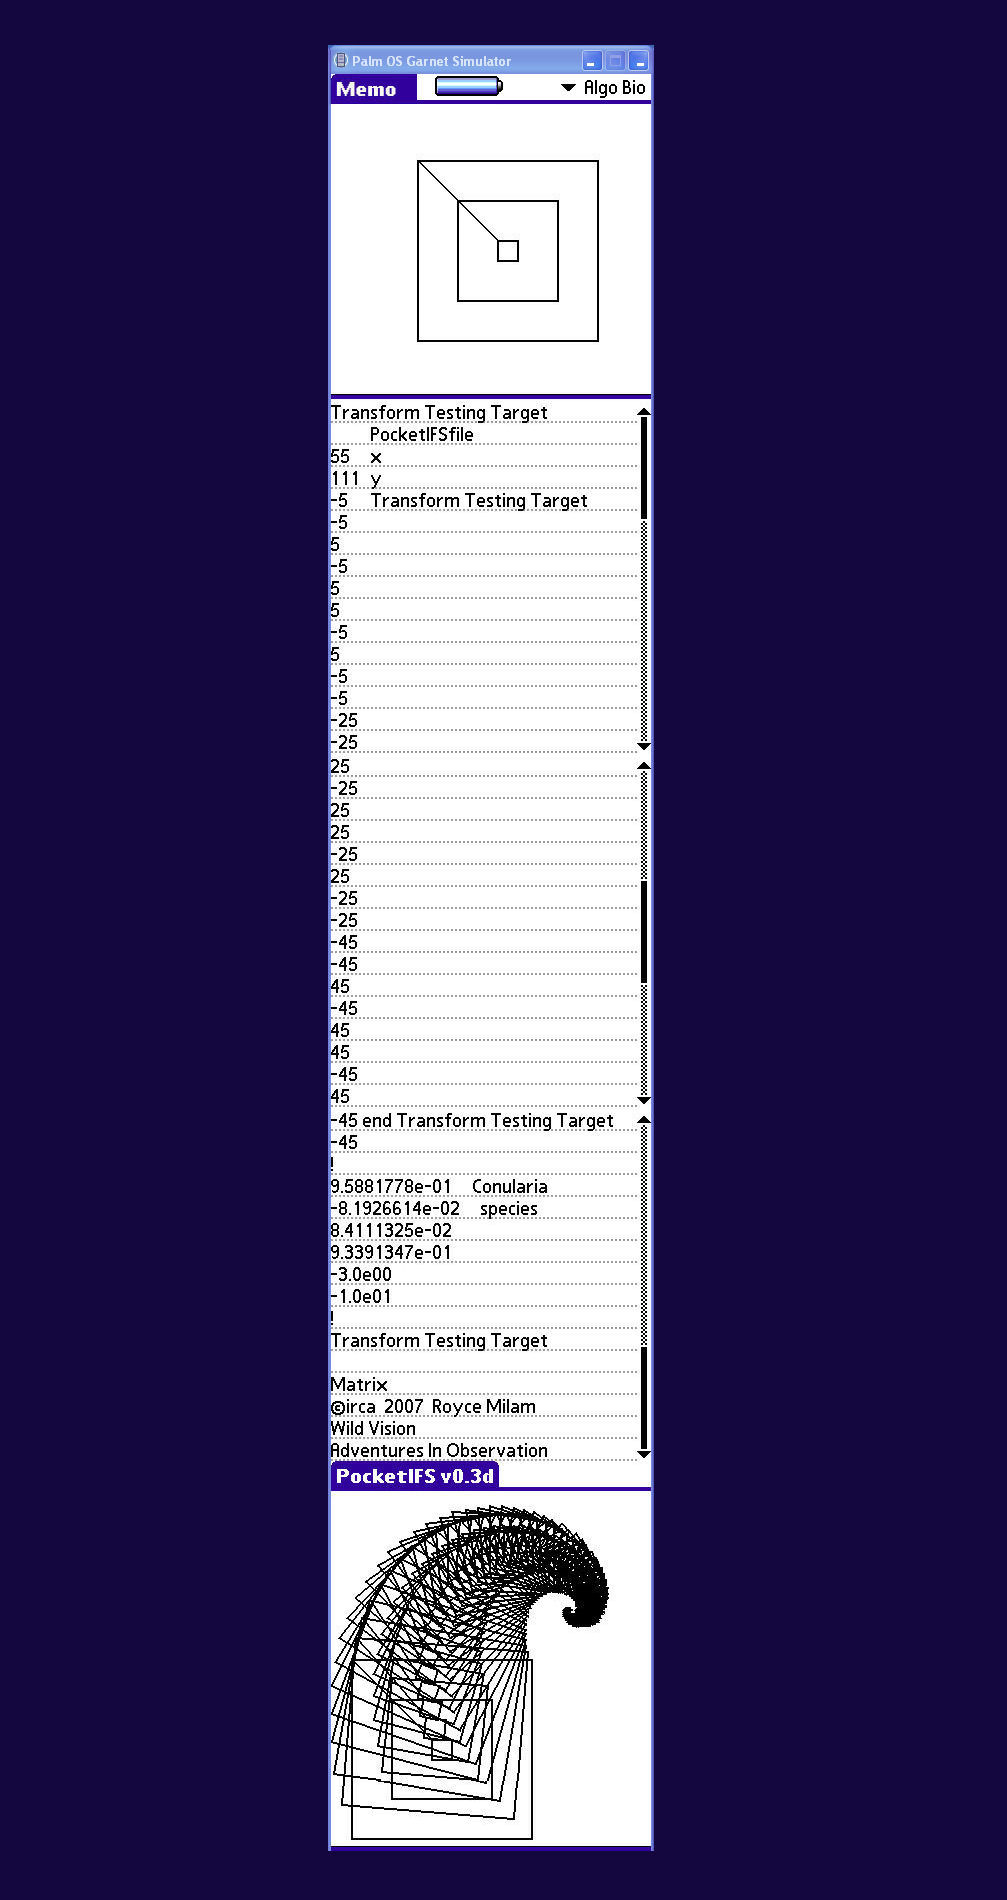 Palm OS Garnet Simulator
Memo Algo Bio
Transform Testing Target
PocketIFSfile
55 x
111 y
-5 Transform Testing Target
-5
5
-5
5
5
-5
5
-5
-5
-25
-25
25
-25
25
25
-25
25
-25
-25
-45
-45
45
-45
45
45
-45
45
-45 end Transform Testing Target
-45
!
9.5881778e-01 Conularia
-8.1926614e-02 species
8.4111325e-02
9.3391347e-01
-3.0e00
-1.0e01
!
Transform Testing Target
Matrix
©irca 2007 Royce Milam
Wild Vision
Adventures In Observation
PocketIFS v0.3d